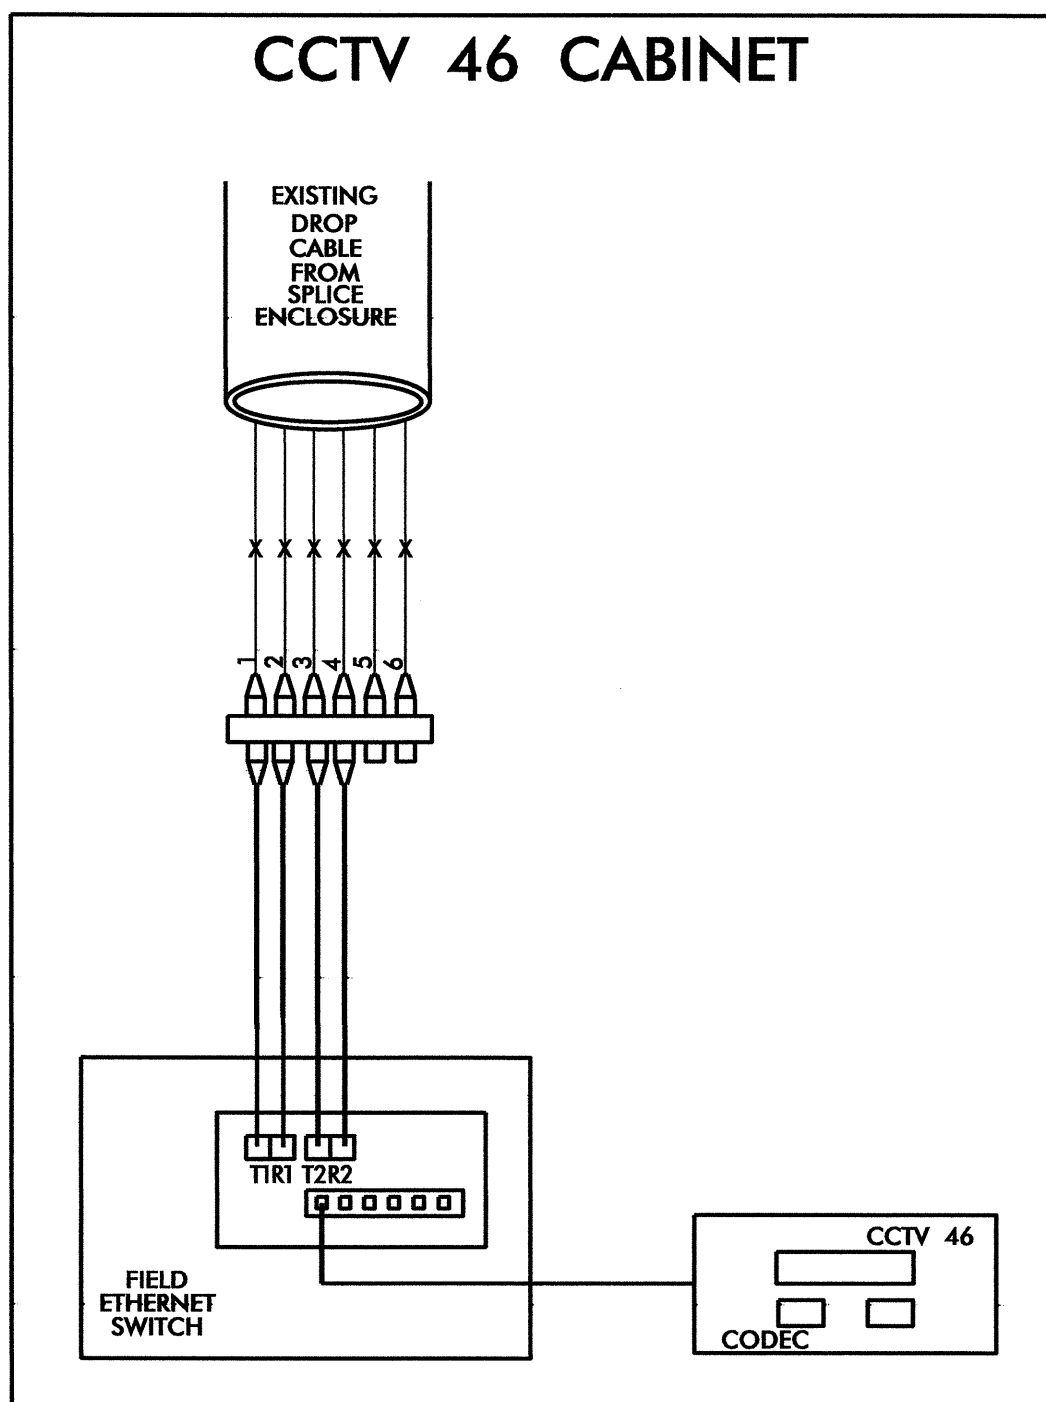 CCTV 46 CABINET
EXISTING
DROP
CABLE
FROM
SPLICE
ENCLOSURE
X X X X X X
1 2 3 4 5 6
T1R1 T2R2
FIELD
ETHERNET
SWITCH
CCTV 46
CODEC